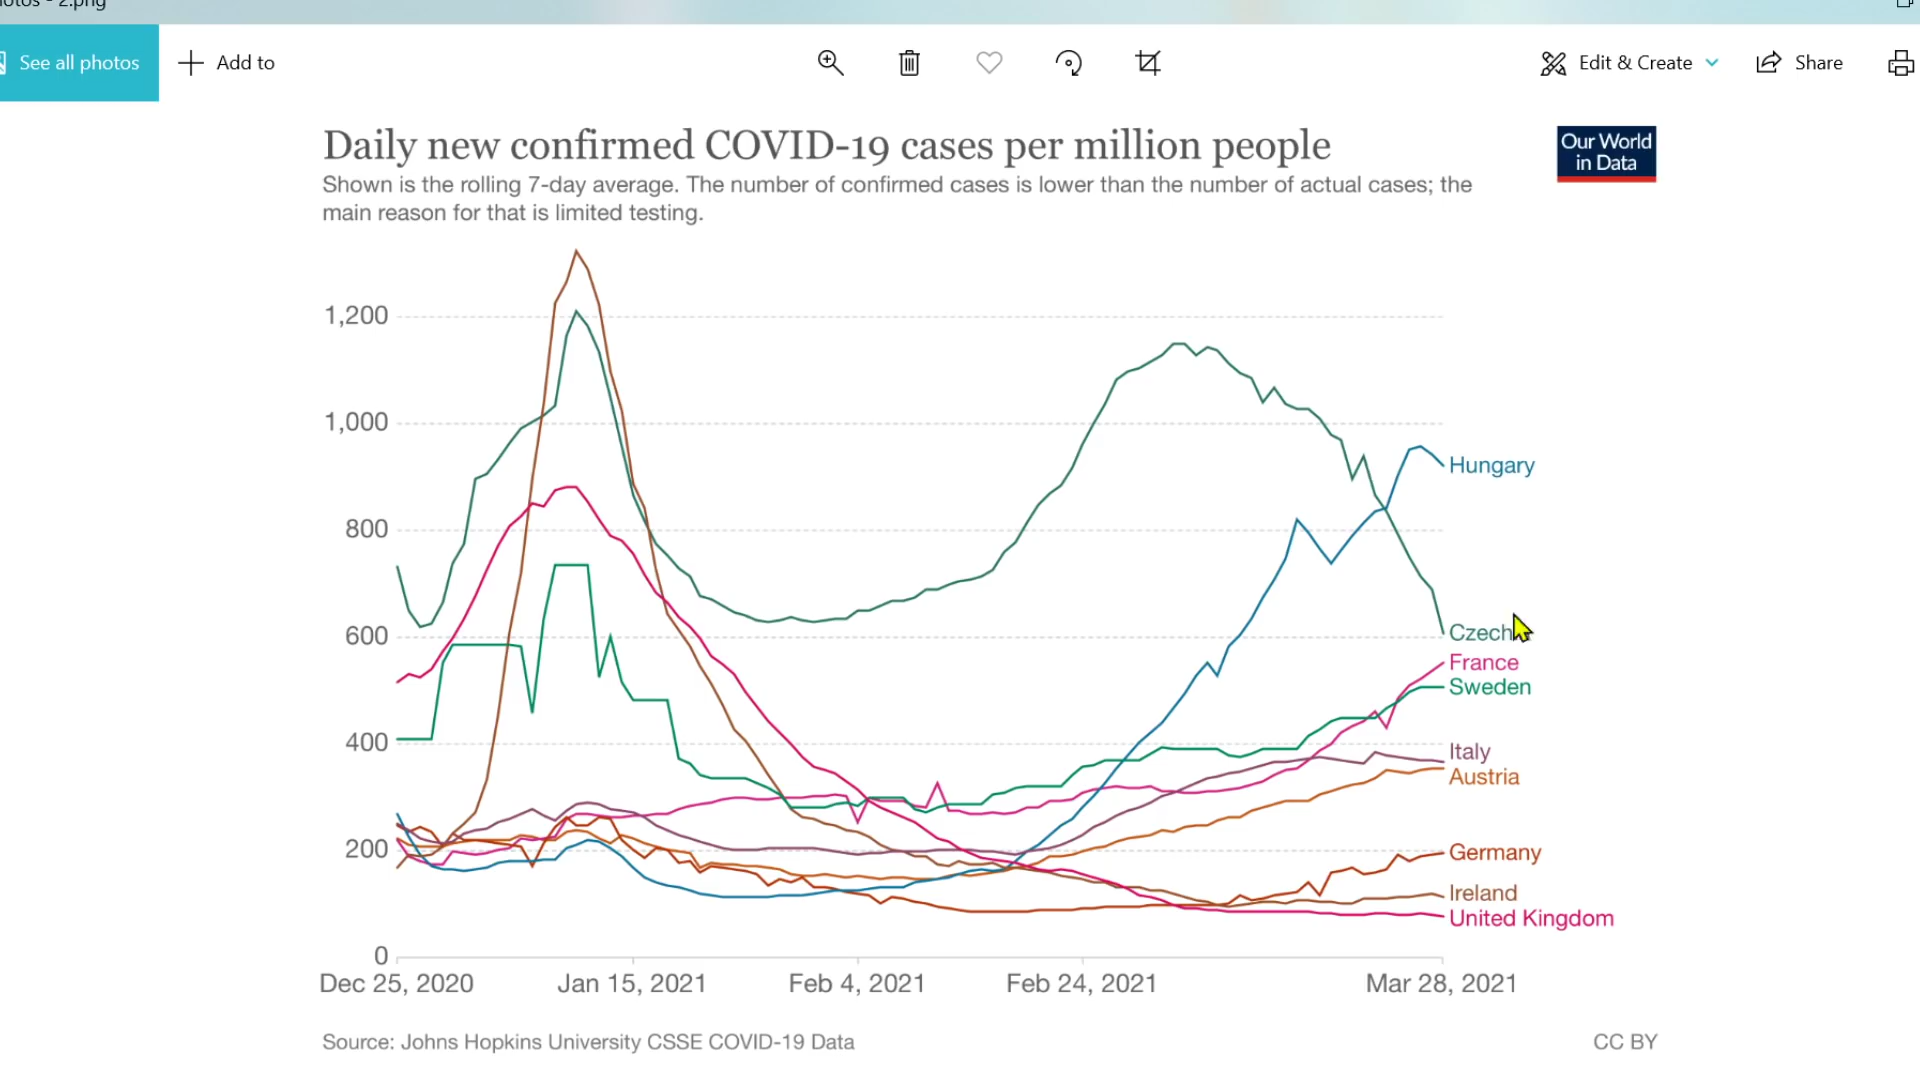 2.png
See all photos
Add to
Edit & Create
Share
Daily new confirmed COVID-19 cases per million people
Our World
in Data
Shown is the rolling 7-day average. The number of confirmed cases is lower than the number of actual cases; the
main reason for that is limited testing.
1,200
1,000
800
600
400
200
0
Hungary
Czech
France
Sweden
Italy
Austria
Germany
Ireland
United Kingdom
Dec 25, 2020
Jan 15, 2021
Feb 4, 2021
Feb 24, 2021
Mar 28, 2021
Source: Johns Hopkins University CSSE COVID-19 Data
CC BY